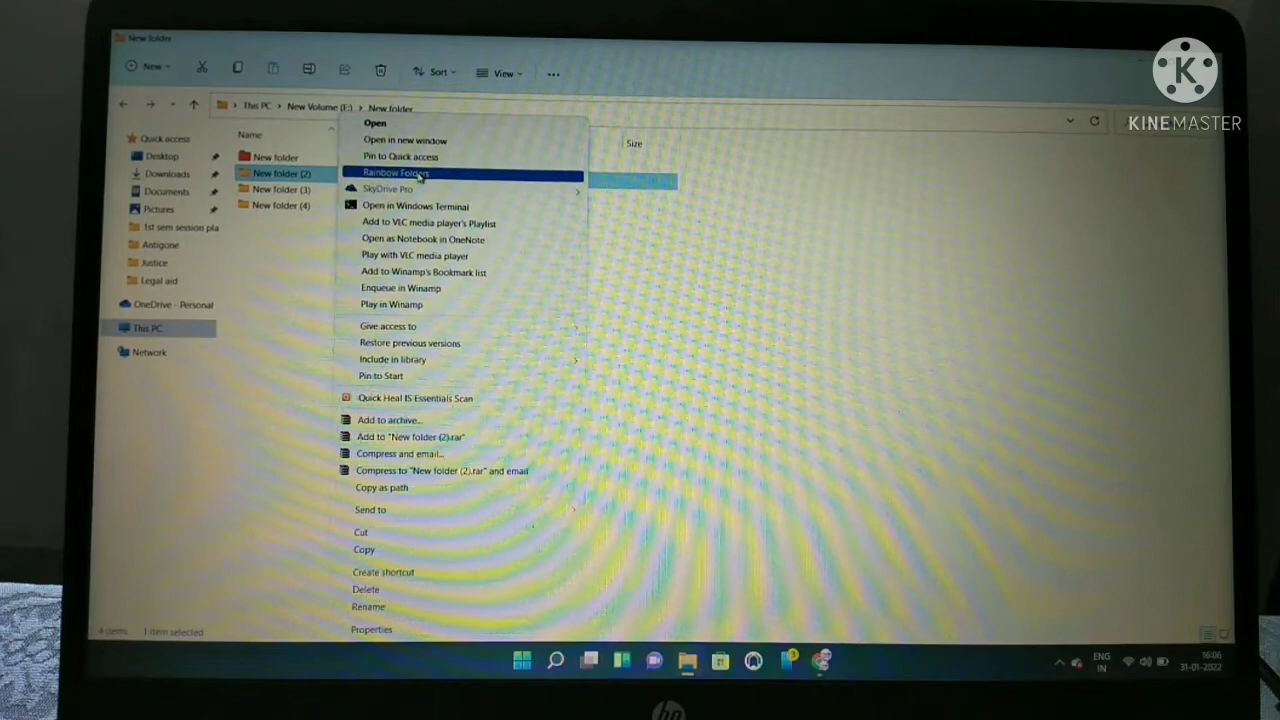 New folder
New
Sort
View
This PC > New Volume (F:) > New folder
Quick access
Desktop
Downloads
Documents
Pictures
1st sem session pla
Antigone
Justice
Legal aid
OneDrive - Personal
This PC
Network
Name
Size
New folder
New folder (2)
New folder (3)
New folder (4)
Open
Open in new window
Pin to Quick access
Rainbow Folders
SkyDrive Pro
Open in Windows Terminal
Add to VLC media player's Playlist
Open as Notebook in OneNote
Play with VLC media player
Add to Winamp's Bookmark list
Enqueue in Winamp
Play in Winamp
Give access to
Restore previous versions
Include in library
Pin to Start
Quick Heal IS Essentials Scan
Add to archive...
Add to "New folder (2).rar"
Compress and email...
Compress to "New folder (2).rar" and email
Copy as path
Send to
Cut
Copy
Create shortcut
Delete
Rename
Properties
4 items
1 item selected
ENG
IN
16:06
31-01-2022
hp
K
KINEMASTER